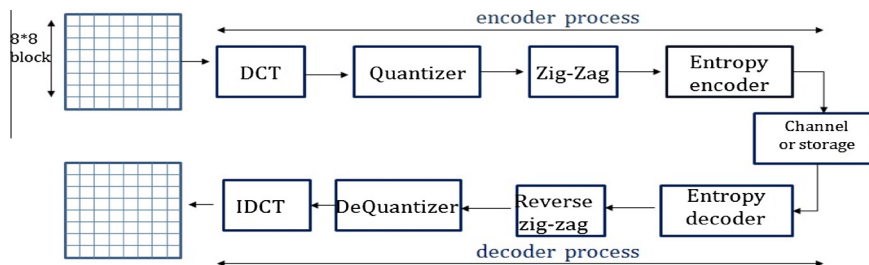 encoder process
8*8
block
DCT
Quantizer
Zig-Zag
Entropy
encoder
Channel
or storage
IDCT
DeQuantizer
Reverse
zig-zag
Entropy
decoder
decoder process